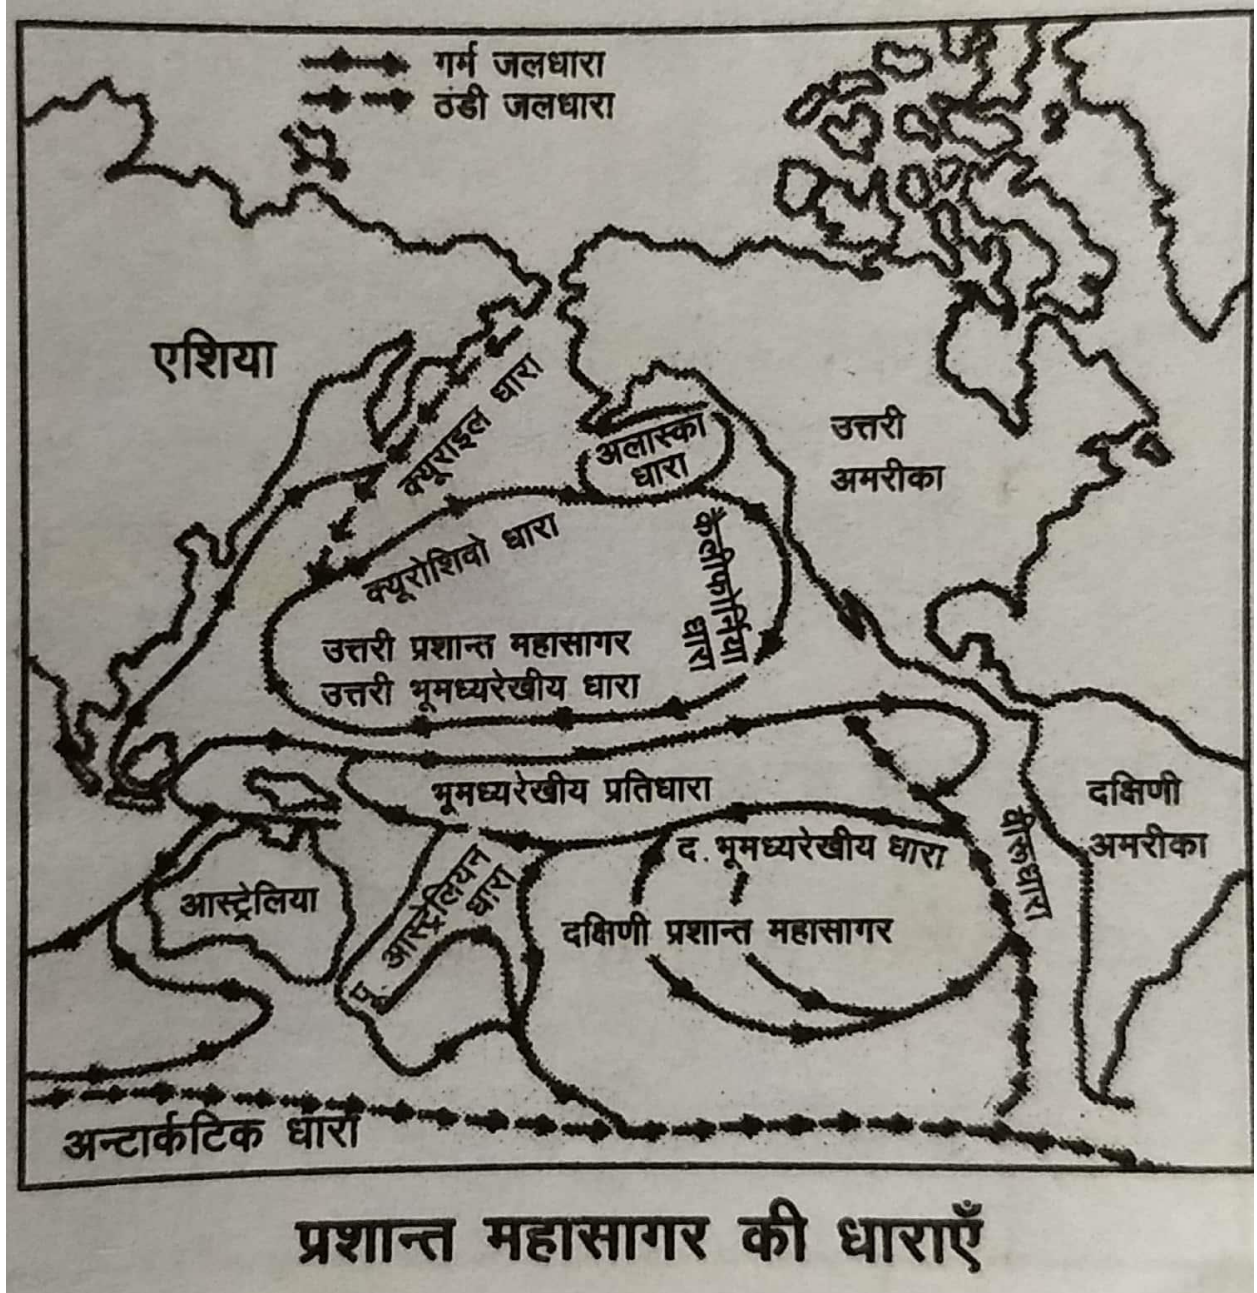 गर्म जलधारा
ठंडी जलधारा
एशिया
क्यूराइल धारा
अलास्का
धारा
उत्तरी
अमरीका
क्यूरोशिवो धारा
कैलीफोर्निया
धारा
उत्तरी प्रशान्त महासागर
उत्तरी भूमध्यरेखीय धारा
भूमध्यरेखीय प्रतिधारा
दक्षिणी
अमरीका
पीरूधारा
द. भूमध्यरेखीय धारा
आस्ट्रेलिया
पू. आस्ट्रेलियन
धारा
दक्षिणी प्रशान्त महासागर
अन्टार्कटिक धारा
प्रशान्त महासागर की धाराएँ